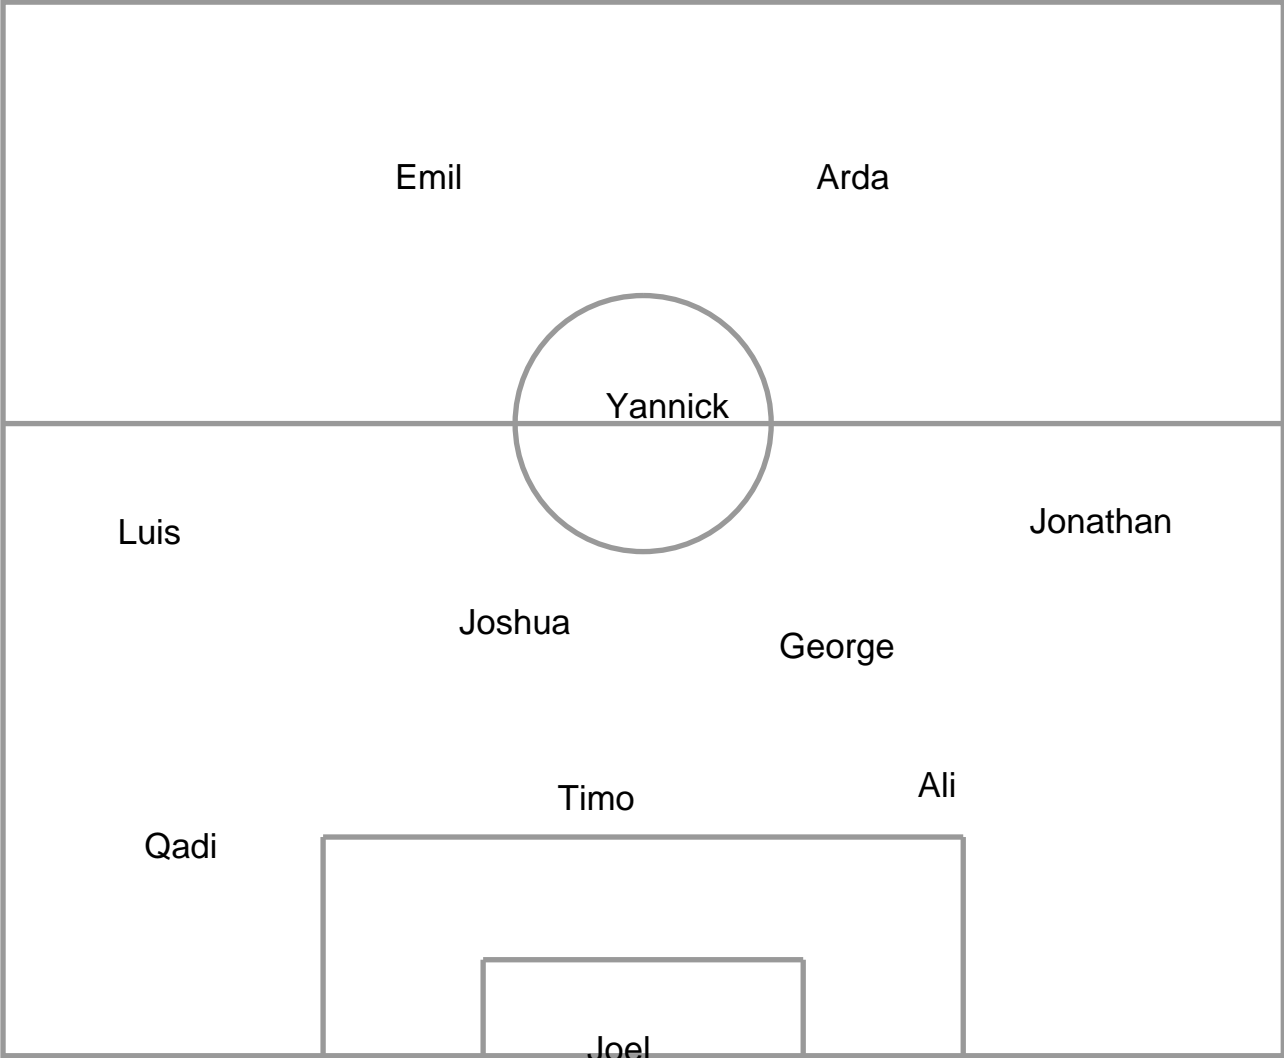 Emil
Arda
Yannick
Luis
Jonathan
Joshua
George
Timo
Ali
Qadi
Joel